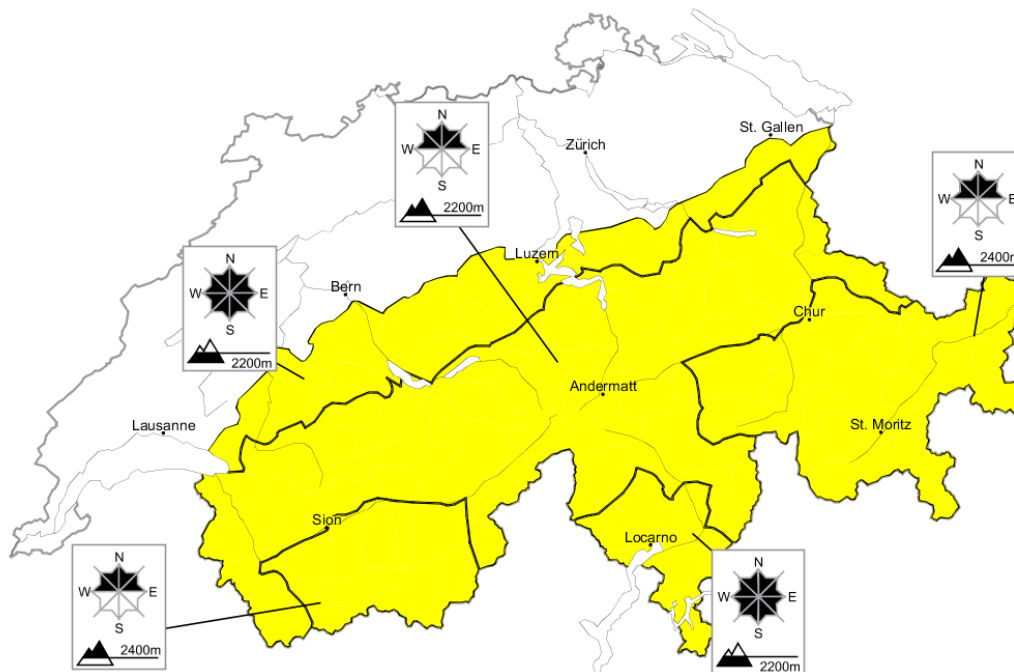 N
W E
S
2200m
St. Gallen
Zürich
N
W E
S
2400m
Luzern
N
W E
S
2200m
Bern
Chur
Andermatt
Lausanne
St. Moritz
Sion
Locarno
N
W E
S
2400m
N
W E
S
2200m